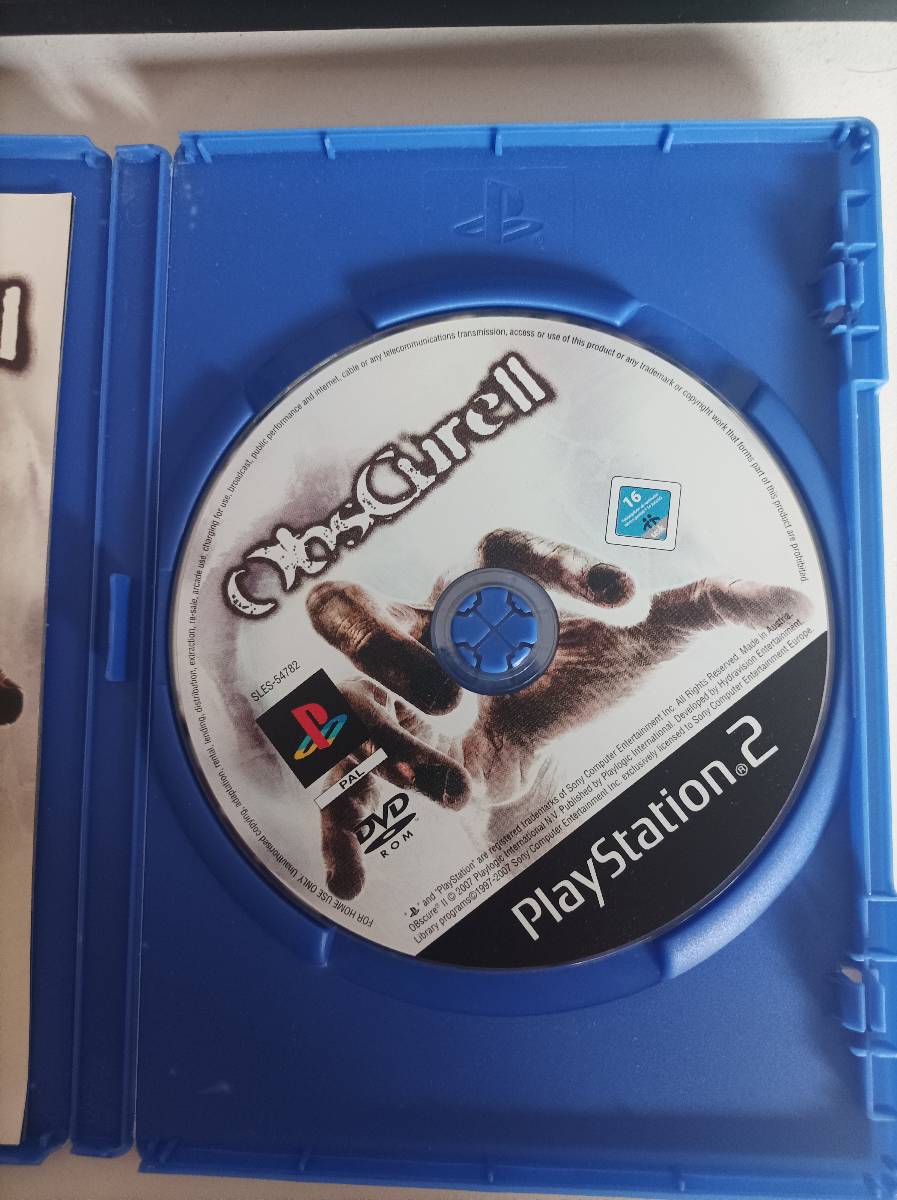 FOR HOME USE ONLY. Unauthorised copying, adaptation, rental, lending, distribution, extraction, re-sale, arcade use, charging for use, broadcast, public performance and internet, cable or any telecommunications transmission, access or use of this product or any trademark or copyright work that forms part of this product are prohibited.
ObsCure II
16
SLES-54782
PAL
DVD
ROM
" " and "PlayStation" are registered trademarks of Sony Computer Entertainment Inc. All Rights Reserved. Made in Austria.
OBscure® II © 2007 Playlogic International N.V. Published by Playlogic International. Developed by Hydravision Entertainment.
Library programs©1997-2007 Sony Computer Entertainment Inc. exclusively licensed to Sony Computer Entertainment Europe.
PlayStation®2